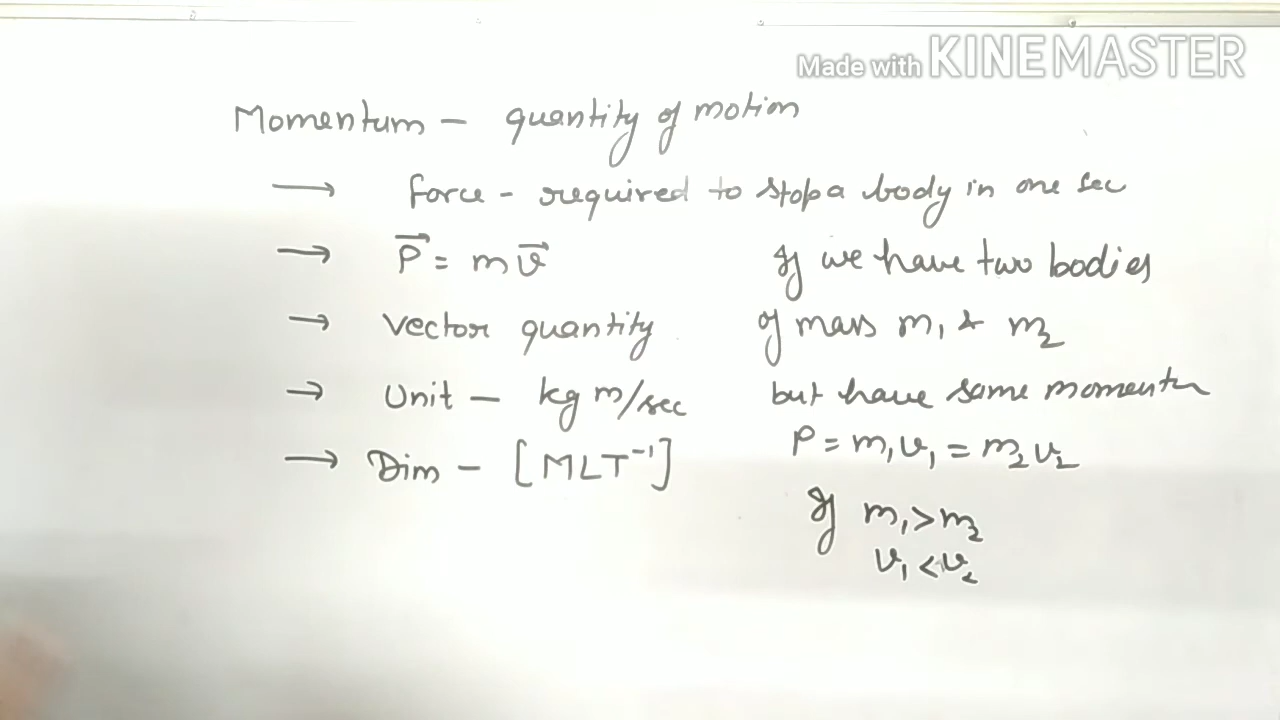 Made with KINEMASTER
Momentum - quantity of motion
→ force - required to stop a body in one sec
→ P⃗ = mv⃗
→ vector quantity
→ Unit - kg m/sec
→ Dim - [MLT⁻¹]
If we have two bodies
of mass m₁ & m₂
but have same momentu
P = m₁v₁ = m₂v₂
If m₁ > m₂
v₁ < v₂